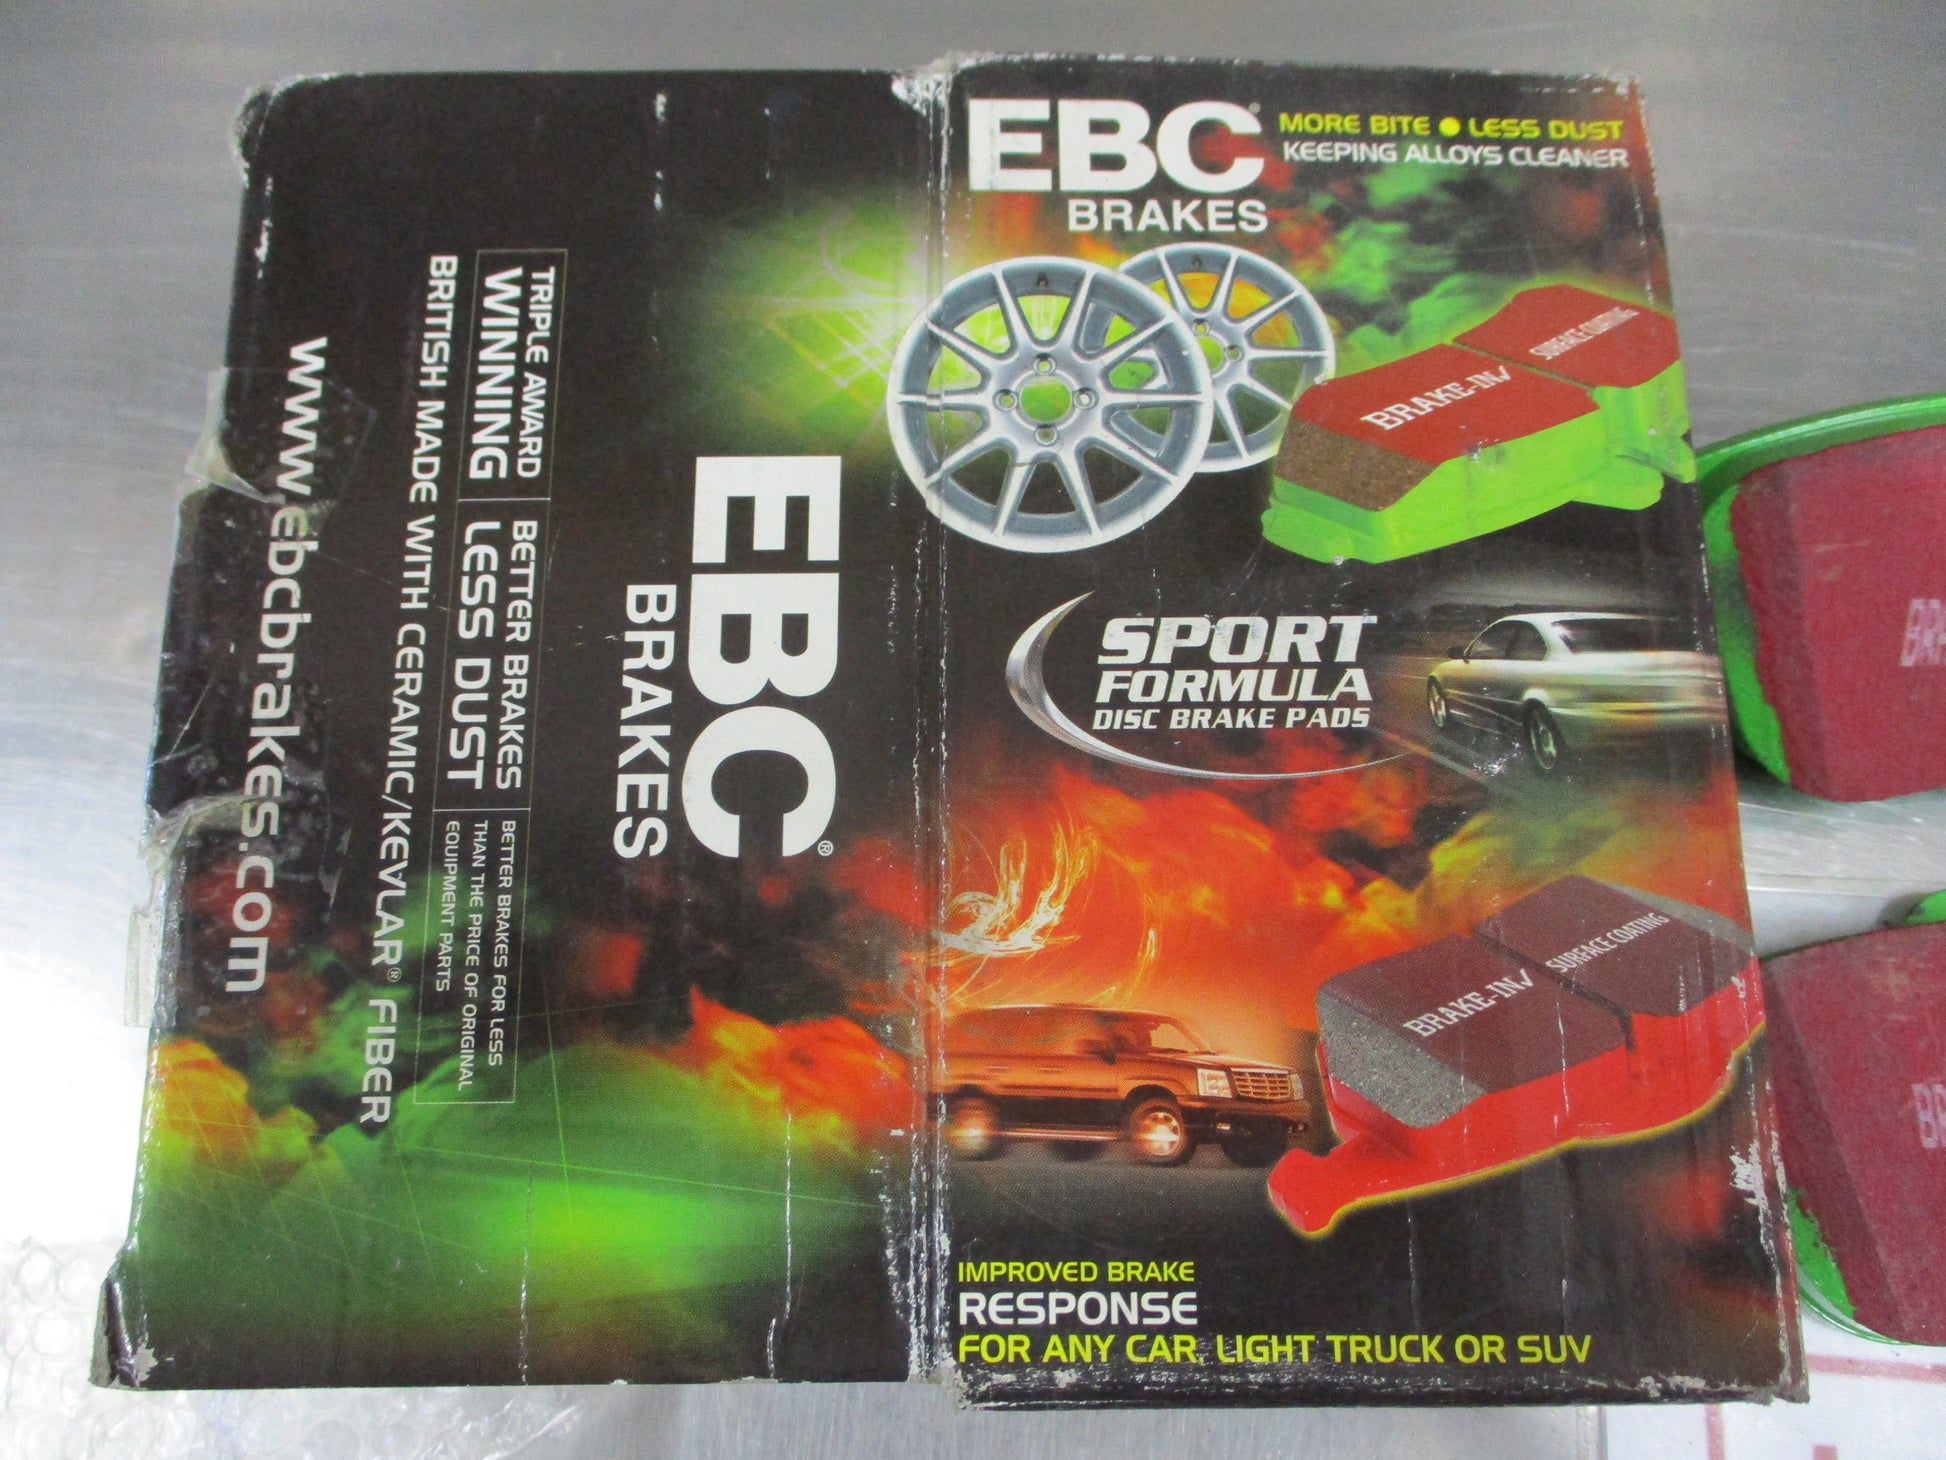 EBC®
BRAKES
MORE BITE ● LESS DUST
KEEPING ALLOYS CLEANER
BRAKE-IN
SURFACE COATING
SPORT
FORMULA
DISC BRAKE PADS
BRAKE-IN
SURFACE COATING
IMPROVED BRAKE
RESPONSE
FOR ANY CAR, LIGHT TRUCK OR SUV
EBC®
BRAKES
TRIPLE AWARD
WINNING
BETTER BRAKES
LESS DUST
BETTER BRAKES FOR LESS
THAN THE PRICE OF ORIGINAL
EQUIPMENT PARTS
BRITISH MADE WITH CERAMIC/KEVLAR® FIBER
www.ebcbrakes.com